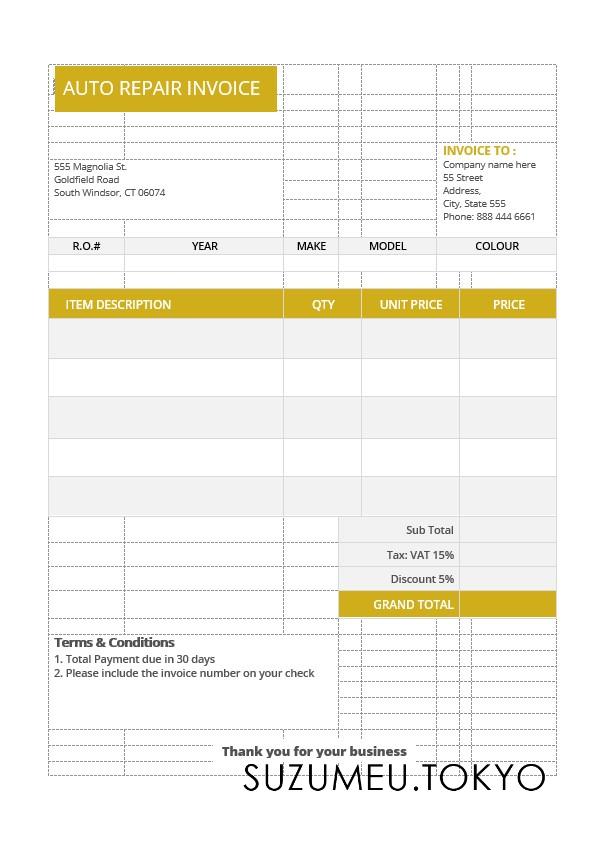 AUTO REPAIR INVOICE
INVOICE TO :
555 Magnolia St.
Goldfield Road
South Windsor, CT 06074
Company name here
55 Street
Address,
City, State 555
Phone: 888 444 6661
R.O.# YEAR MAKE MODEL COLOUR
ITEM DESCRIPTION QTY UNIT PRICE PRICE
Sub Total
Tax: VAT 15%
Discount 5%
GRAND TOTAL
Terms & Conditions
1. Total Payment due in 30 days
2. Please include the invoice number on your check
Thank you for your business
SUZUMEU.TOKYO